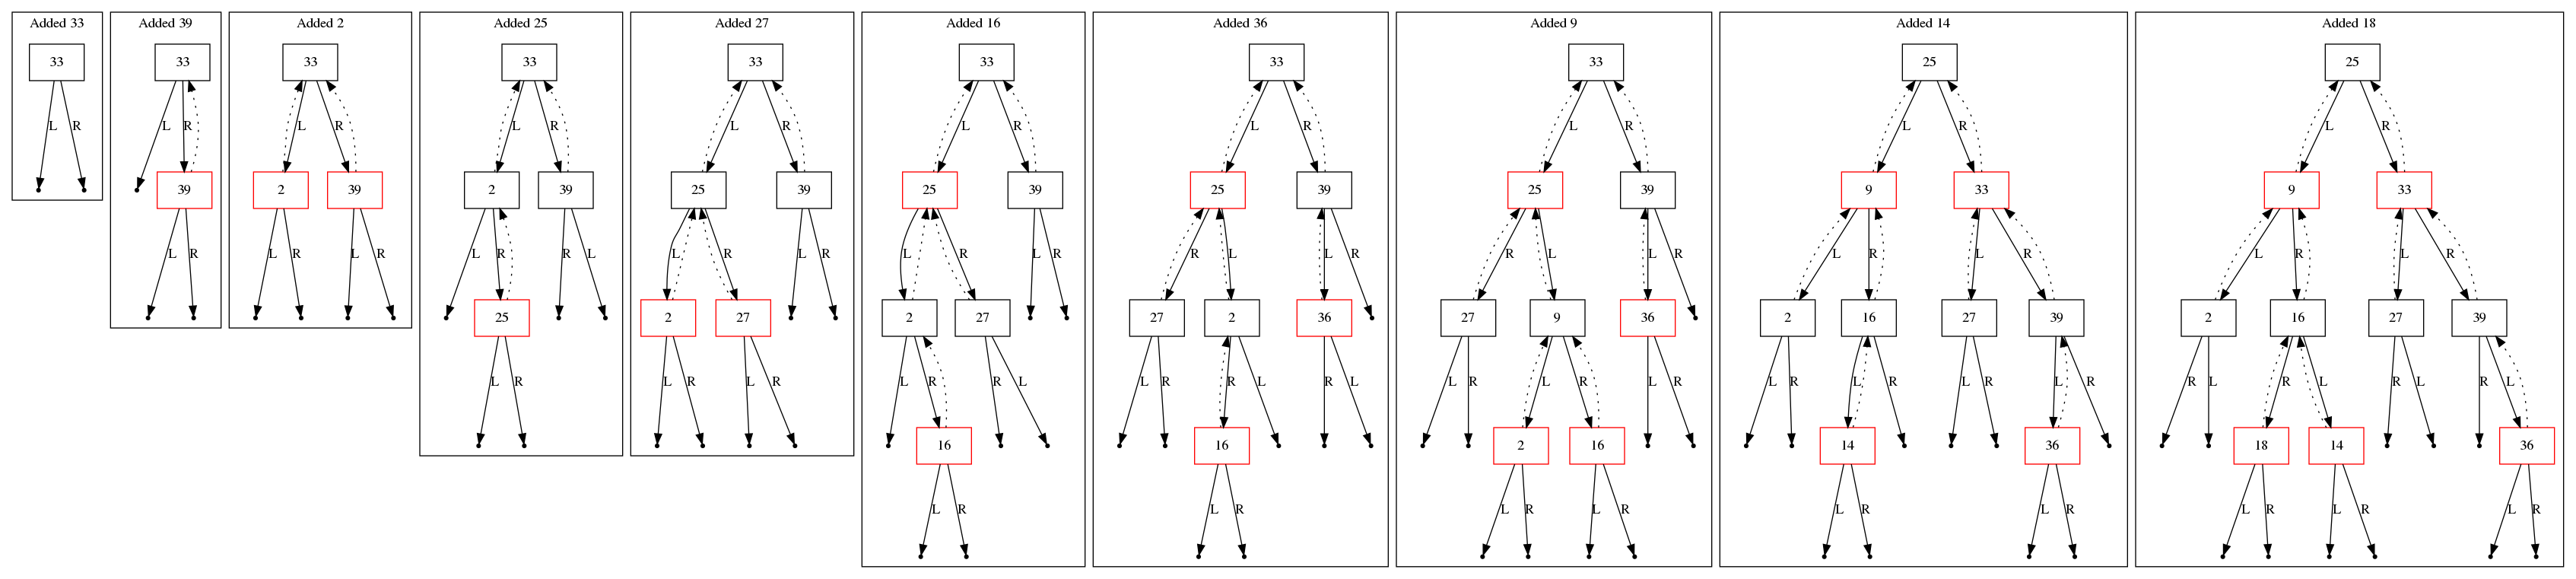 Added 33
33
L R
Added 39
33
L R
39
L R
Added 2
33
L R
2 39
L R L R
Added 25
33
L R
2 39
L R R L
25
L R
Added 27
33
L R
25 39
L R L R
2 27
L R L R
Added 16
33
L R
25 39
L R L R
2 27
L R R L
16
L R
Added 36
33
L R
25 39
R L L R
27 2 36
L R R L R L
16
L R
Added 9
33
L R
25 39
R L L R
27 9 36
L R L R L R
2 16
L R L R
Added 14
25
L R
9 33
L R L R
2 16 27 39
L R L R L R L R
14 36
L R L R
Added 18
25
L R
9 33
L R L R
2 16 27 39
R L R L R L R L
18 14 36
L R L R L R